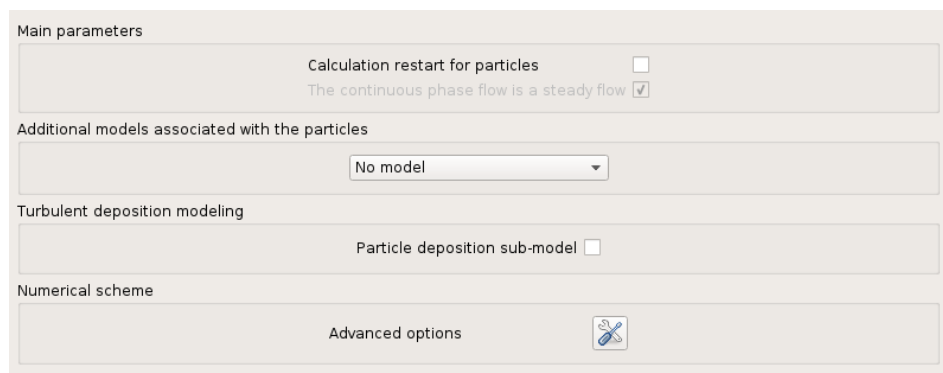 Main parameters
Calculation restart for particles
The continuous phase flow is a steady flow
Additional models associated with the particles
No model
Turbulent deposition modeling
Particle deposition sub-model
Numerical scheme
Advanced options